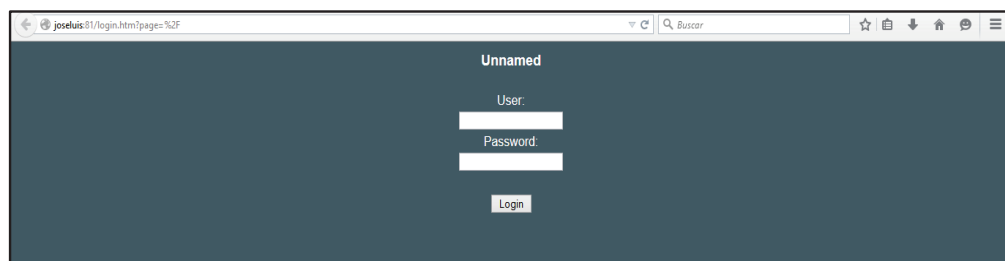 joseluis:81/login.htm?page=%2F
Buscar
Unnamed
User:
Password:
Login